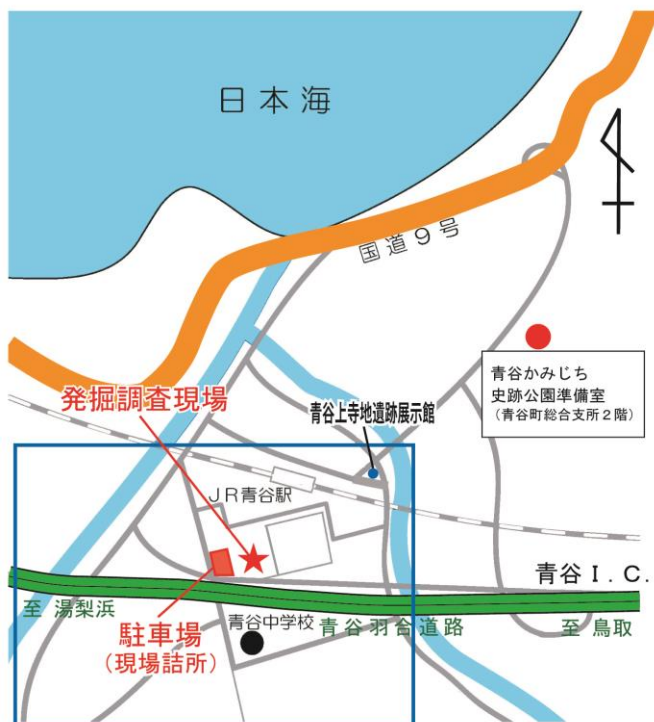 日本海
国道9号
青谷かみじち
史跡公園準備室
（青谷町総合支所2階）
発掘調査現場
青谷上寺地遺跡展示館
JR青谷駅
青谷I.C.
至 湯梨浜
青谷羽合道路
至 鳥取
青谷中学校
駐車場
（現場詰所）